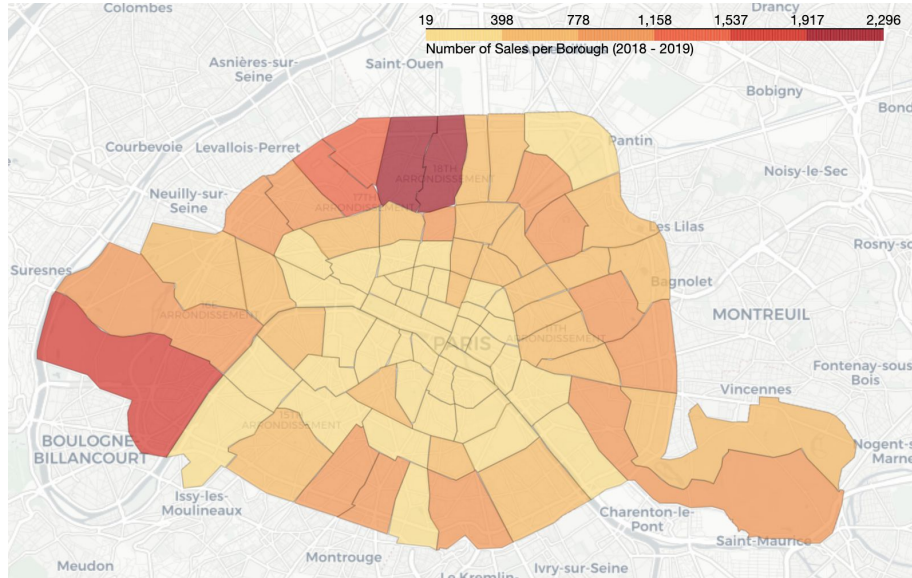 Colombes
Drancy
19 398 778 1,158 1,537 1,917 2,296
Number of Sales per Borough (2018 - 2019)
Asnières-sur-
Seine
Saint-Ouen
Bobigny
Bond
Courbevoie
Levallois-Perret
Pantin
Noisy-le-Sec
18TH
ARRONDISSEMENT
Neuilly-sur-
Seine
17TH
ARRONDISSEMENT
Les Lilas
Rosny-so
Suresnes
Bagnolet
ARRONDISSEMENT
MONTREUIL
11TH
ARRONDISSEMENT
PARIS
Fontenay-sous
Bois
Vincennes
15TH
ARRONDISSEMENT
BOULOGNE-
BILLANCOURT
Nogent-s
Marne
Issy-les-
Moulineaux
Charenton-le-
Pont
Saint-Maurice
Montrouge
Meudon
Ivry-sur-Seine
Le Kremlin-